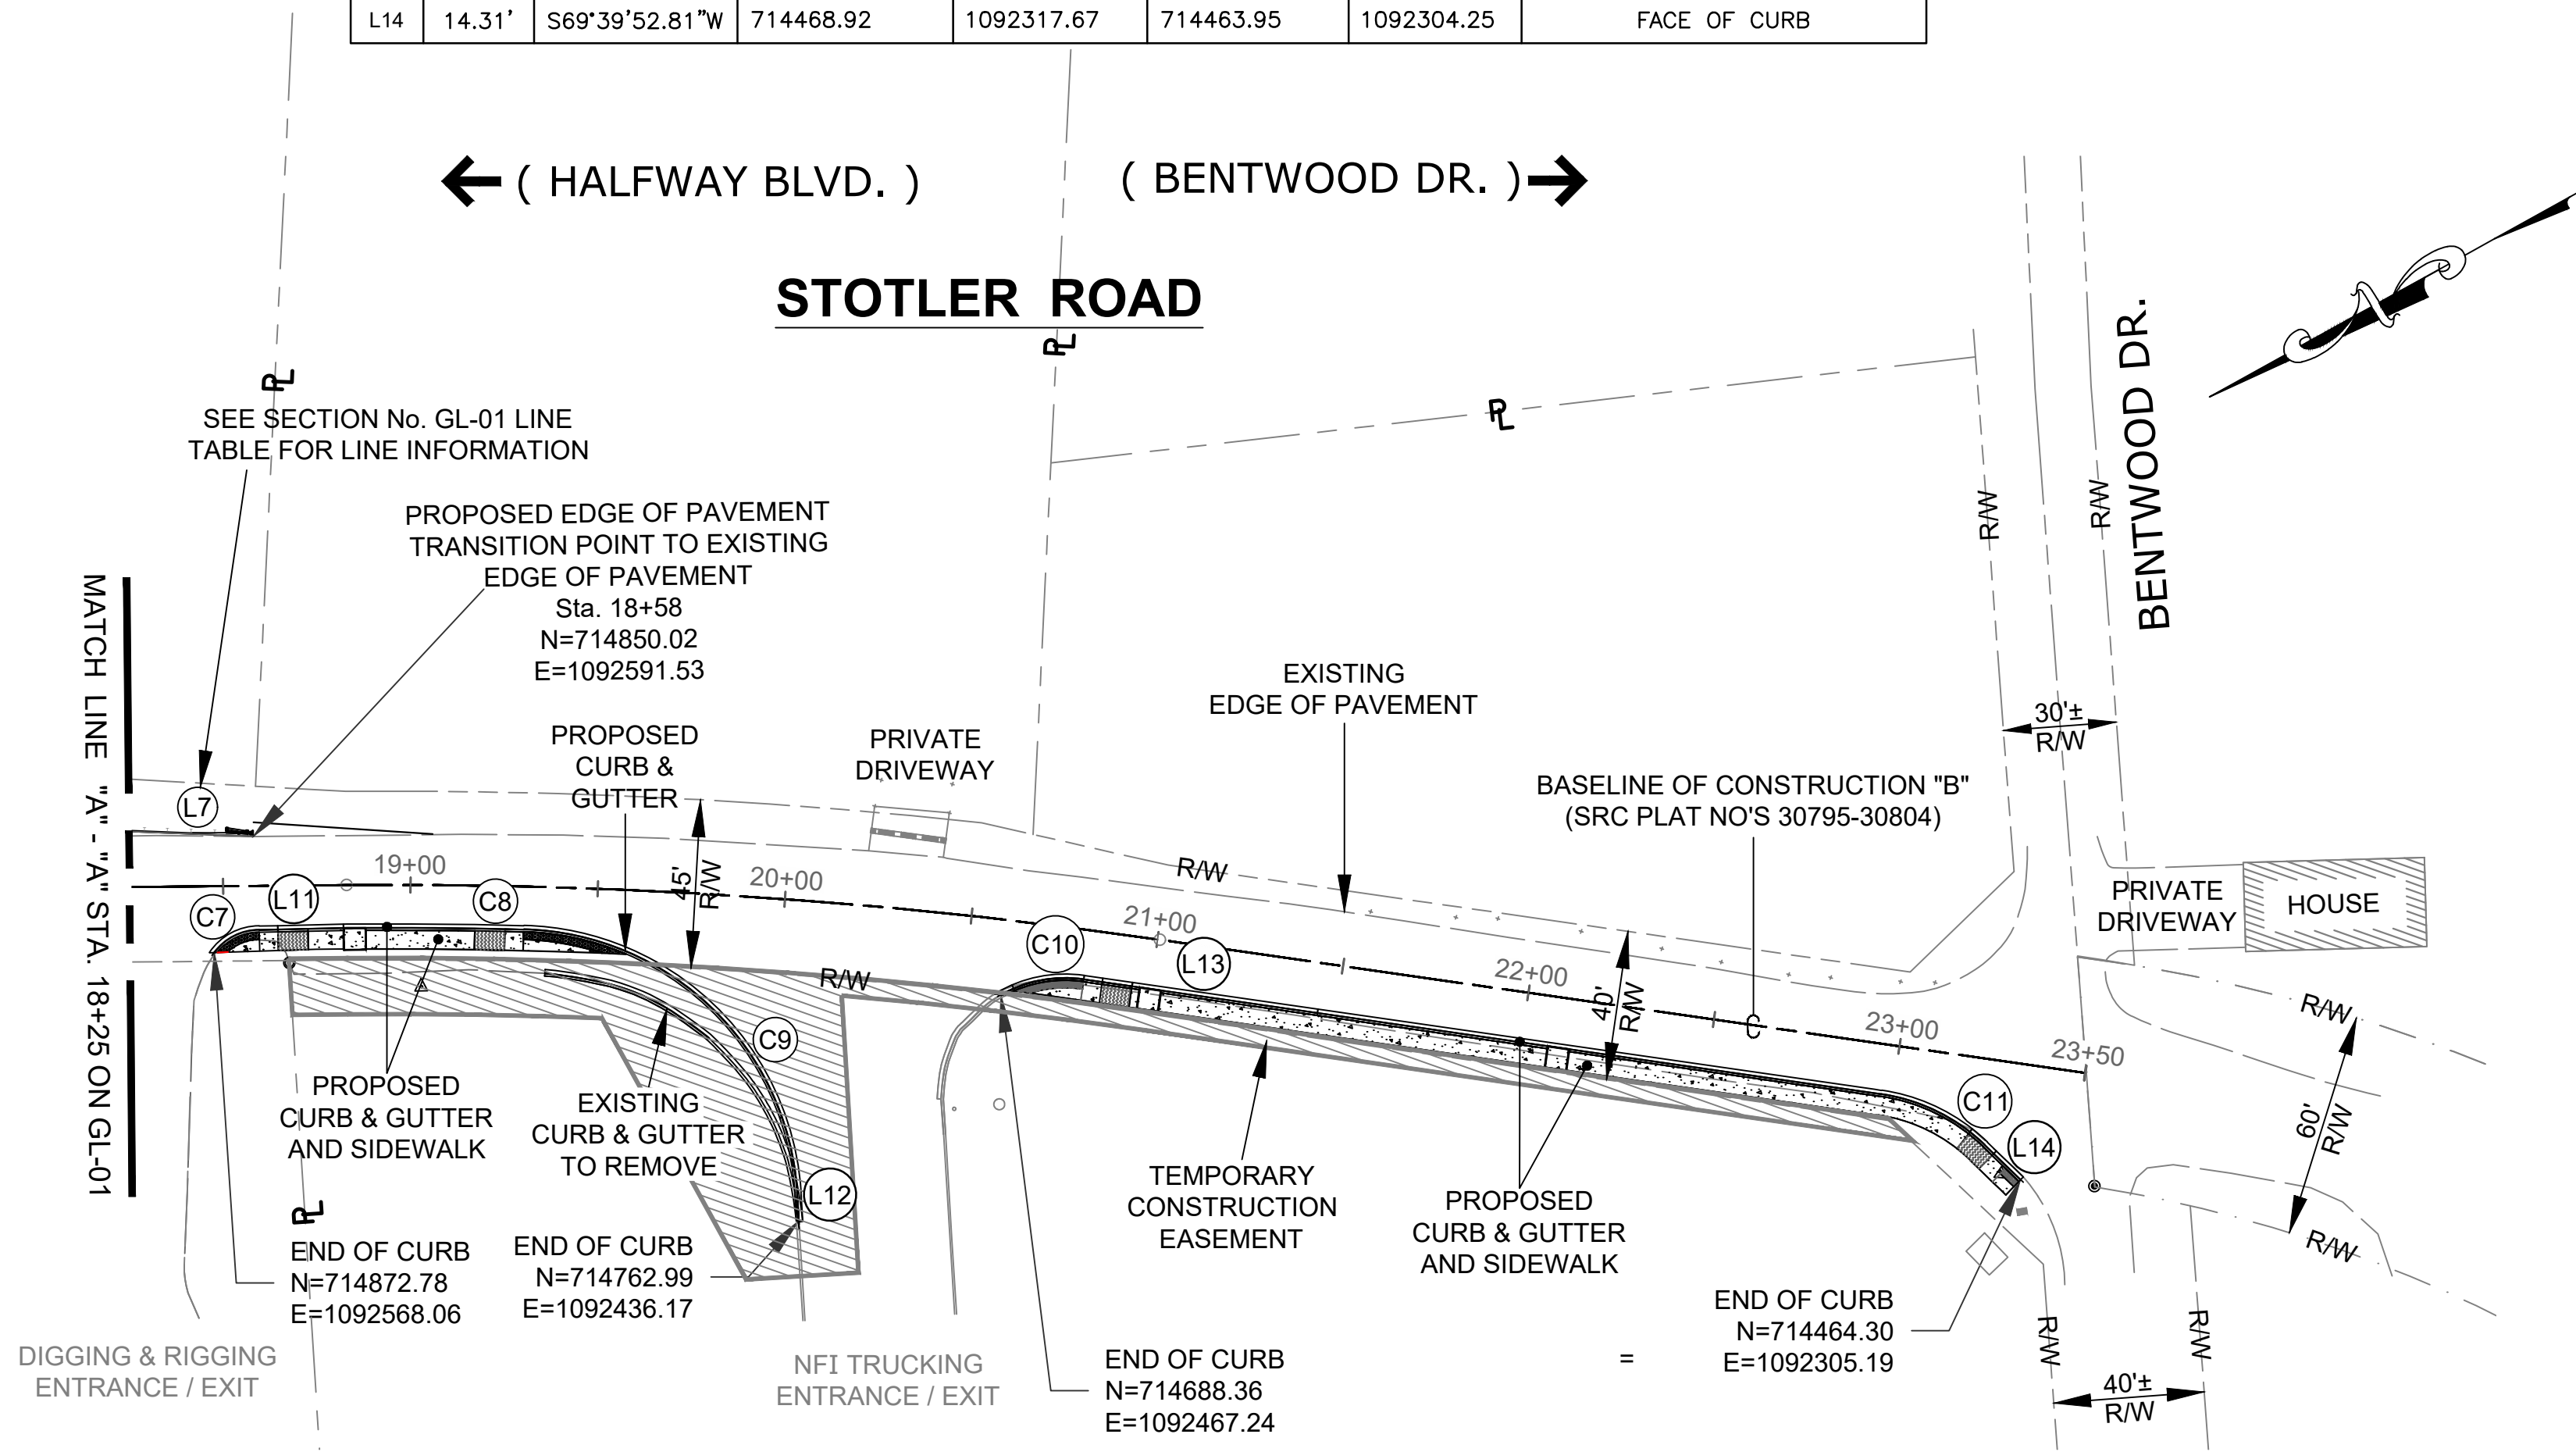 L14 14.31' S69°39'52.81"W 714468.92 1092317.67 714463.95 1092304.25 FACE OF CURB
( HALFWAY BLVD. ) ( BENTWOOD DR. )
STOTLER ROAD
PL
PL
PL
N
BENTWOOD DR.
SEE SECTION No. GL-01 LINE
TABLE FOR LINE INFORMATION
PROPOSED EDGE OF PAVEMENT
TRANSITION POINT TO EXISTING
EDGE OF PAVEMENT
Sta. 18+58
N=714850.02
E=1092591.53
R/W
R/W
MATCH LINE "A" - "A" STA. 18+25 ON GL-01
EXISTING
EDGE OF PAVEMENT
PROPOSED
CURB &
GUTTER
PRIVATE
DRIVEWAY
30'±
R/W
BASELINE OF CONSTRUCTION "B"
(SRC PLAT NO'S 30795-30804)
L7
19+00
20+00
21+00
22+00
23+00
23+50
45'
R/W
R/W
PRIVATE
DRIVEWAY
HOUSE
C7
L11
C8
C10
L13
R/W
40'
R/W
C9
C11
L14
L12
R/W
60'
R/W
R/W
PROPOSED
CURB & GUTTER
AND SIDEWALK
EXISTING
CURB & GUTTER
TO REMOVE
TEMPORARY
CONSTRUCTION
EASEMENT
PROPOSED
CURB & GUTTER
AND SIDEWALK
PL
END OF CURB
N=714872.78
E=1092568.06
END OF CURB
N=714762.99
E=1092436.17
END OF CURB
N=714688.36
E=1092467.24
=
END OF CURB
N=714464.30
E=1092305.19
R/W
R/W
40'±
R/W
DIGGING & RIGGING
ENTRANCE / EXIT
NFI TRUCKING
ENTRANCE / EXIT